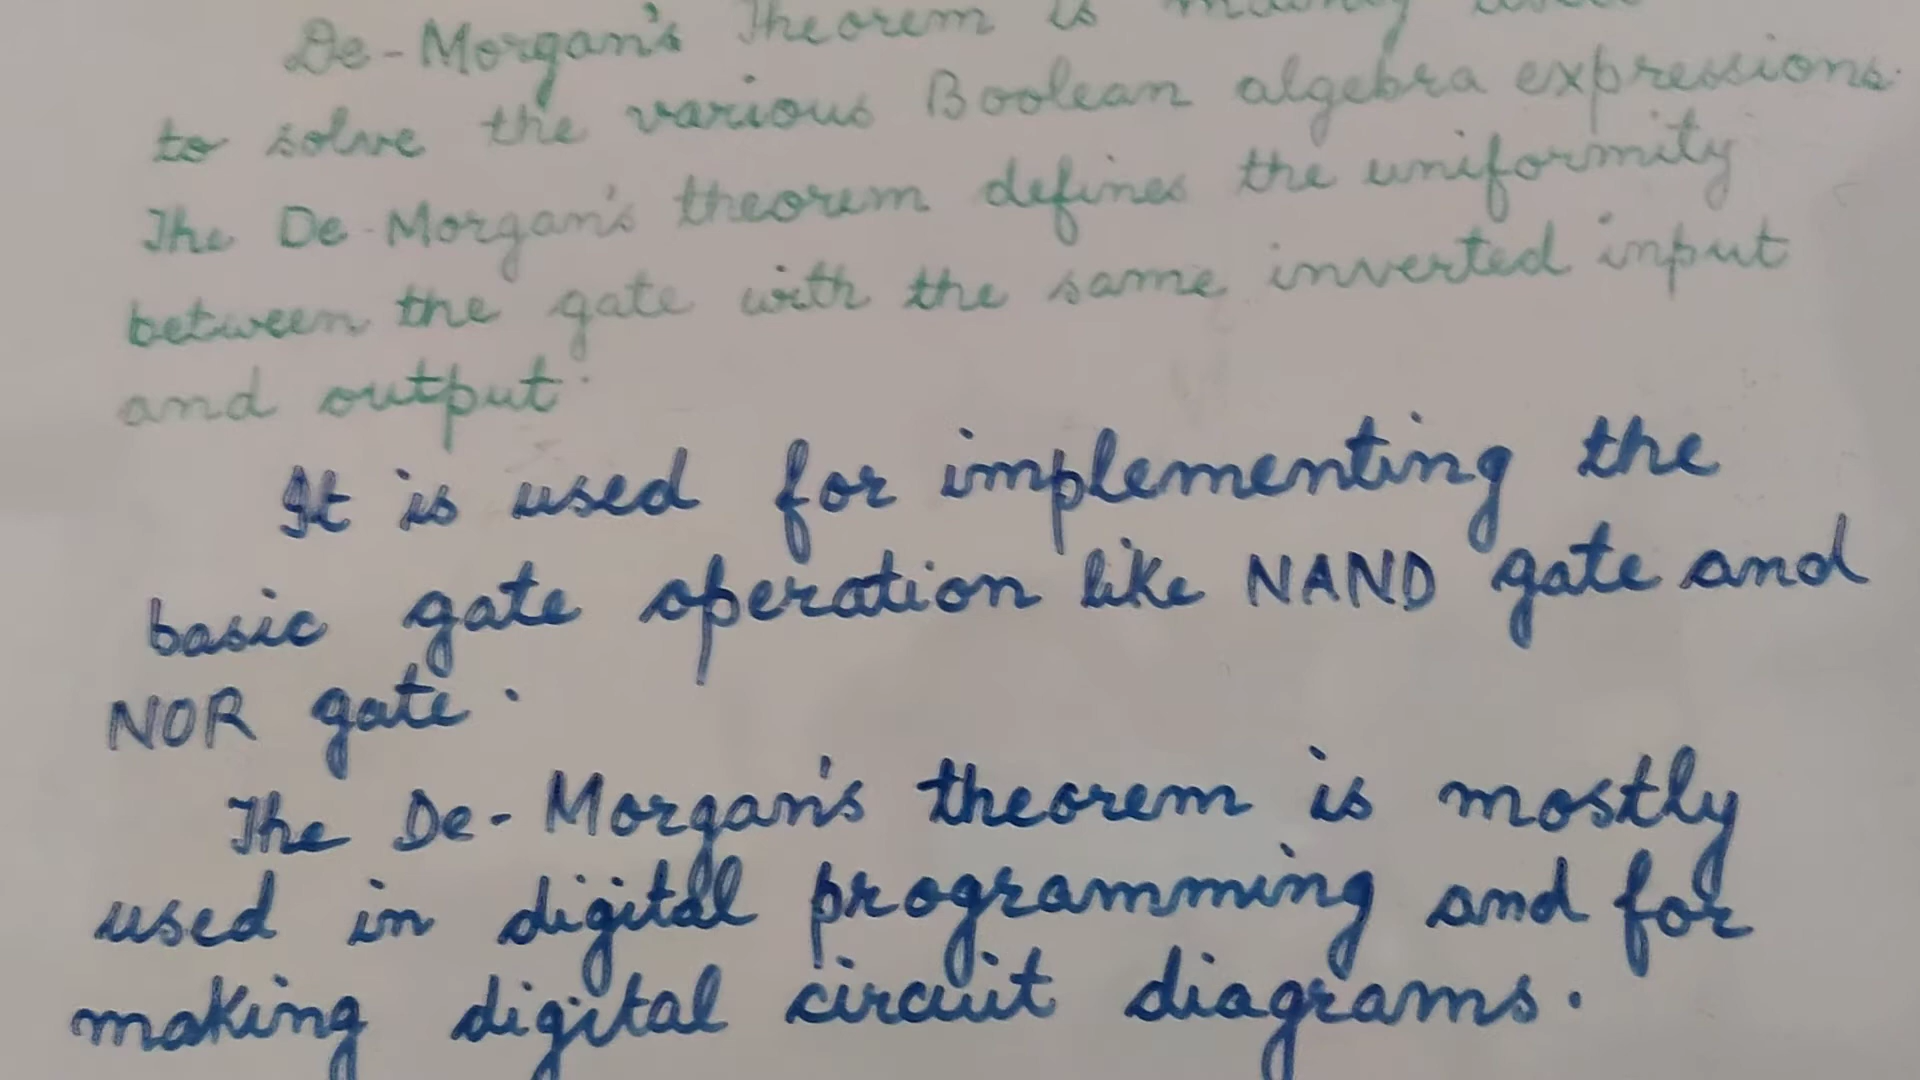 De-Morgan's Theorem is mainly used
to solve the various Boolean algebra expressions.
The De-Morgan's theorem defines the uniformity
between the gate with the same inverted input
and output.
It is used for implementing the
basic gate operation like NAND gate and
NOR gate.
The De-Morgan's theorem is mostly
used in digital programming and for
making digital circuit diagrams.